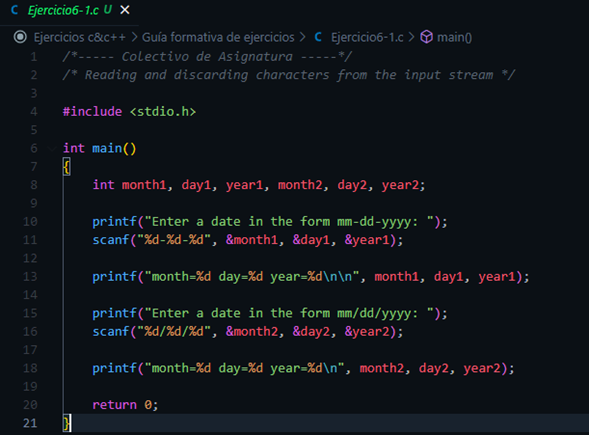 C Ejercicio6-1.c U ✕
Ejercicios c&c++ > Guía formativa de ejercicios > C Ejercicio6-1.c > main()
1 /*----- Colectivo de Asignatura -----*/
2 /* Reading and discarding characters from the input stream */
3
4 #include <stdio.h>
5
6 int main()
7 {
8 int month1, day1, year1, month2, day2, year2;
9
10 printf("Enter a date in the form mm-dd-yyyy: ");
11 scanf("%d-%d-%d", &month1, &day1, &year1);
12
13 printf("month=%d day=%d year=%d\n\n", month1, day1, year1);
14
15 printf("Enter a date in the form mm/dd/yyyy: ");
16 scanf("%d/%d/%d", &month2, &day2, &year2);
17
18 printf("month=%d day=%d year=%d\n", month2, day2, year2);
19
20 return 0;
21 }